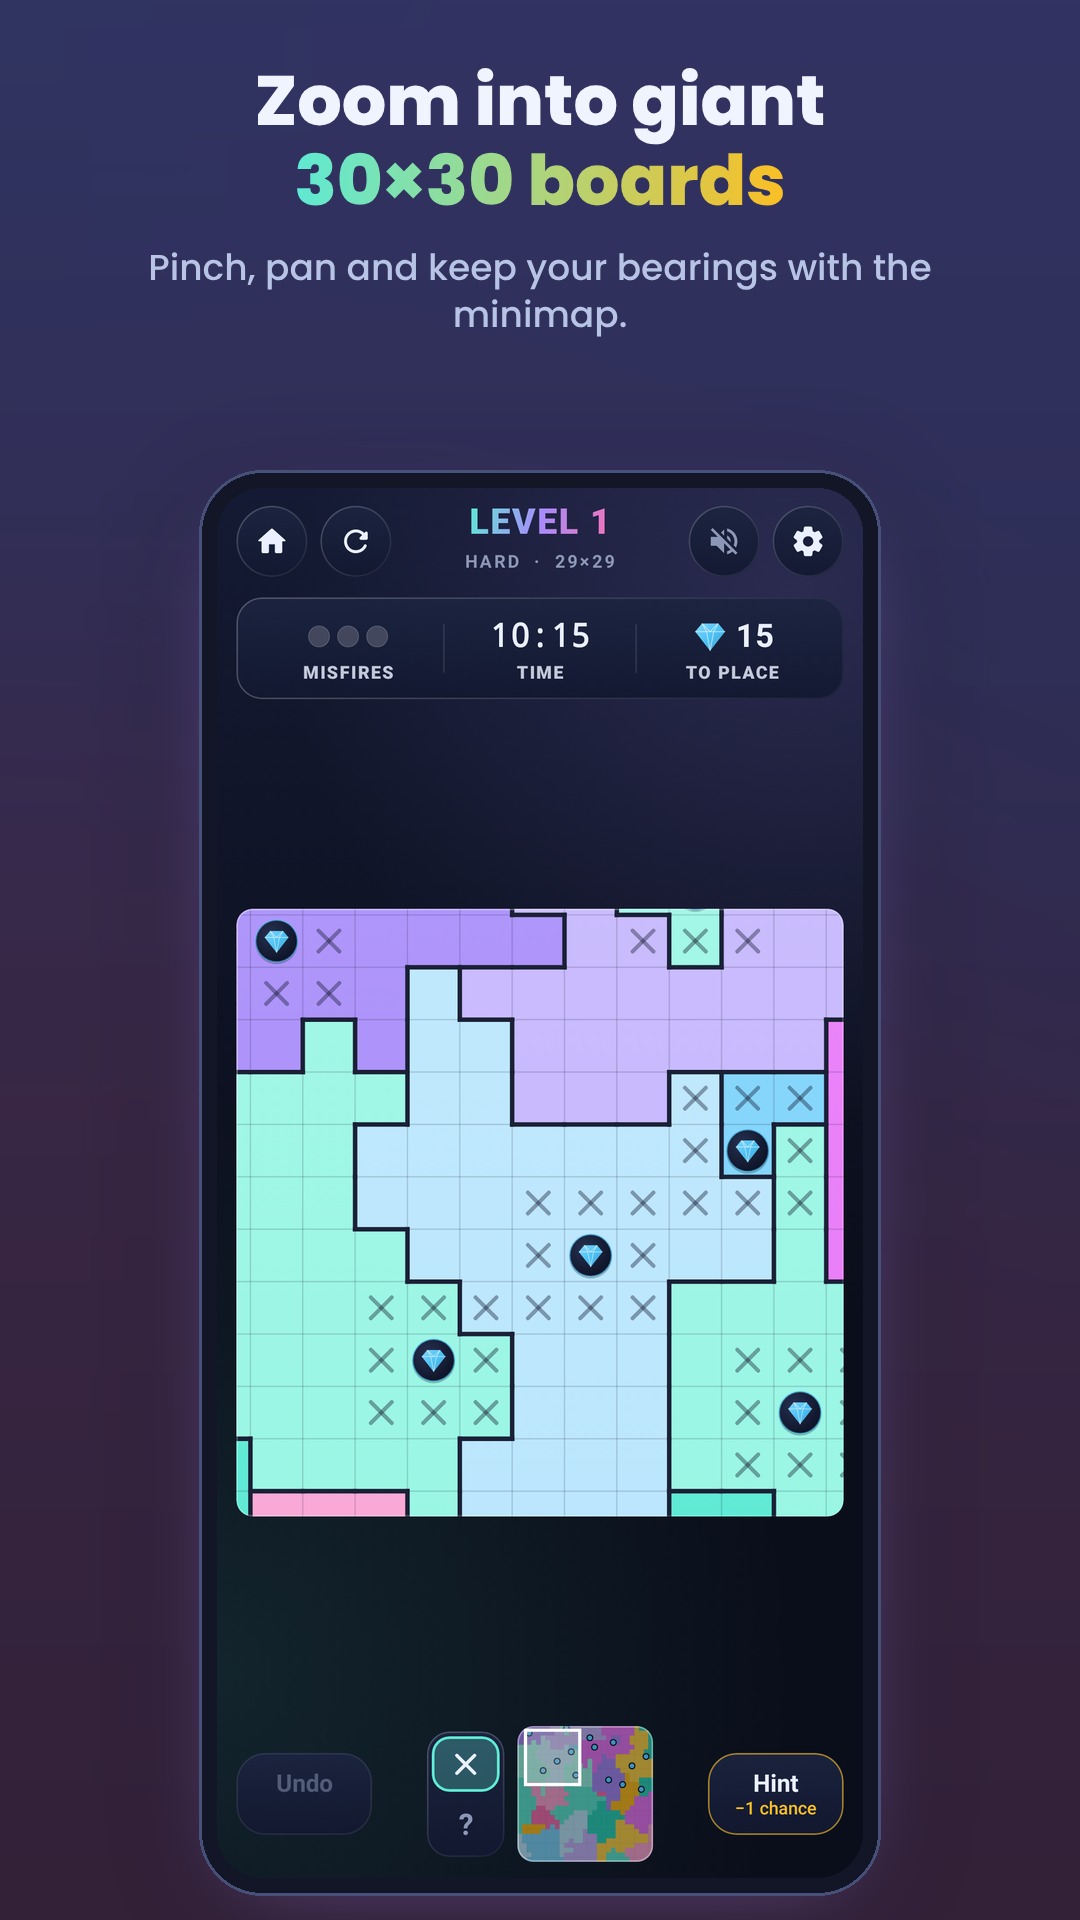 Zoom into giant
30×30 boards
Pinch, pan and keep your bearings with the
minimap.
LEVEL 1
HARD · 29×29
10:15
15
MISFIRES
TIME
TO PLACE
Undo
?
Hint
−1 chance